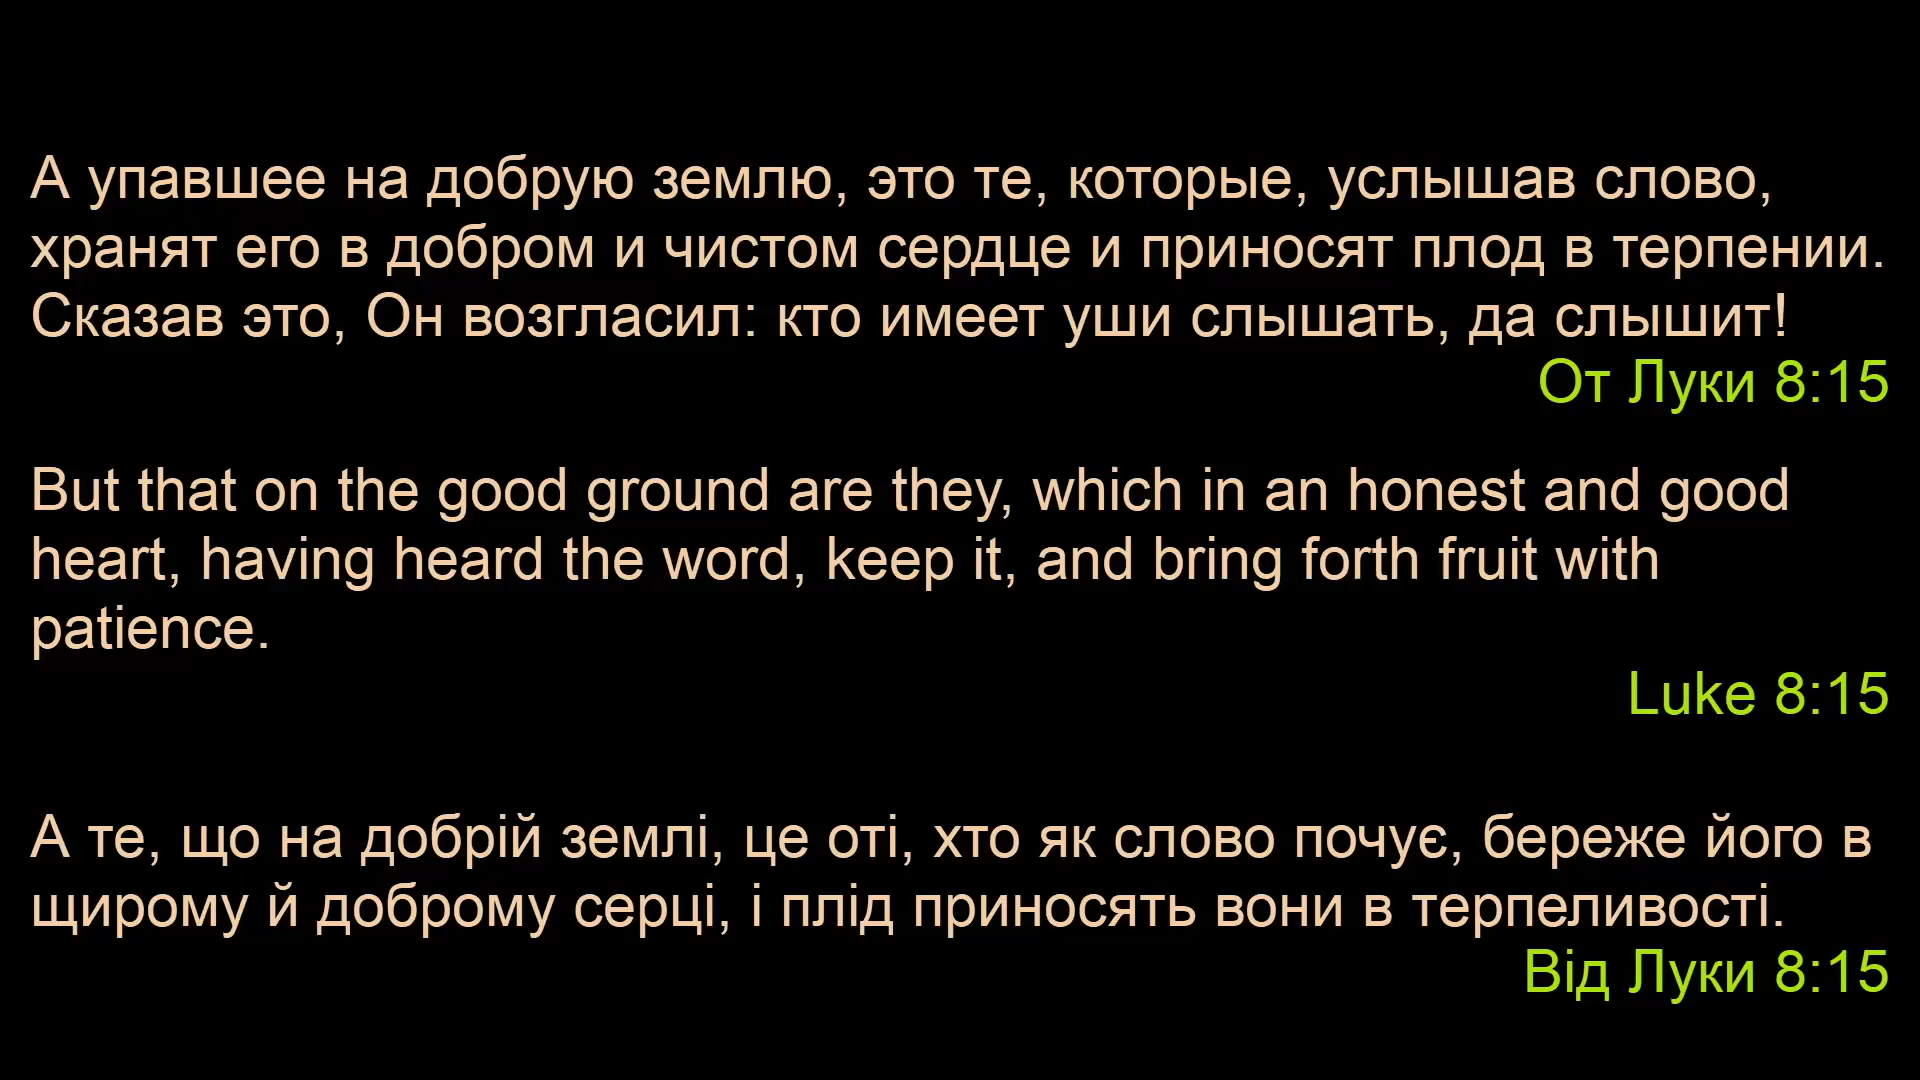 А упавшее на добрую землю, это те, которые, услышав слово,
хранят его в добром и чистом сердце и приносят плод в терпении.
Сказав это, Он возгласил: кто имеет уши слышать, да слышит!
От Луки 8:15
But that on the good ground are they, which in an honest and good
heart, having heard the word, keep it, and bring forth fruit with
patience.
Luke 8:15
А те, що на добрій землі, це оті, хто як слово почує, береже його в
щирому й доброму серці, і плід приносять вони в терпеливості.
Від Луки 8:15